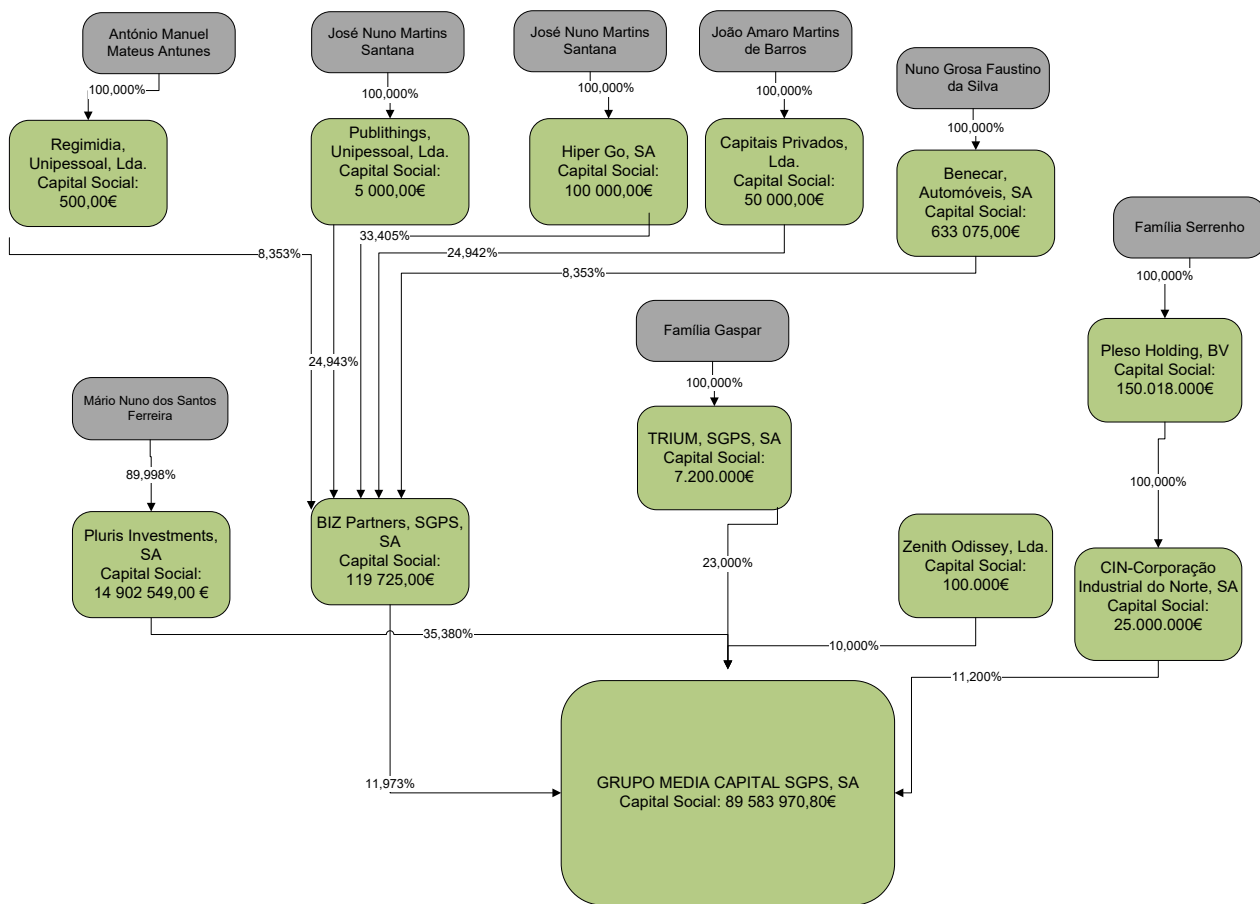 António Manuel
Mateus Antunes
José Nuno Martins
Santana
José Nuno Martins
Santana
João Amaro Martins
de Barros
Nuno Grosa Faustino
da Silva
100,000%
100,000%
100,000%
100,000%
100,000%
Regimidia,
Unipessoal, Lda.
Capital Social:
500,00€
Publithings,
Unipessoal, Lda.
Capital Social:
5 000,00€
Hiper Go, SA
Capital Social:
100 000,00€
Capitais Privados,
Lda.
Capital Social:
50 000,00€
Benecar,
Automóveis, SA
Capital Social:
633 075,00€
Família Serrenho
8,353%
33,405%
24,942%
8,353%
100,000%
24,943%
Família Gaspar
100,000%
Pleso Holding, BV
Capital Social:
150.018.000€
Mário Nuno dos Santos
Ferreira
89,998%
TRIUM, SGPS, SA
Capital Social:
7.200.000€
100,000%
Pluris Investments,
SA
Capital Social:
14 902 549,00 €
BIZ Partners, SGPS,
SA
Capital Social:
119 725,00€
23,000%
Zenith Odissey, Lda.
Capital Social:
100.000€
CIN-Corporação
Industrial do Norte, SA
Capital Social:
25.000.000€
35,380%
10,000%
11,200%
11,973%
GRUPO MEDIA CAPITAL SGPS, SA
Capital Social: 89 583 970,80€